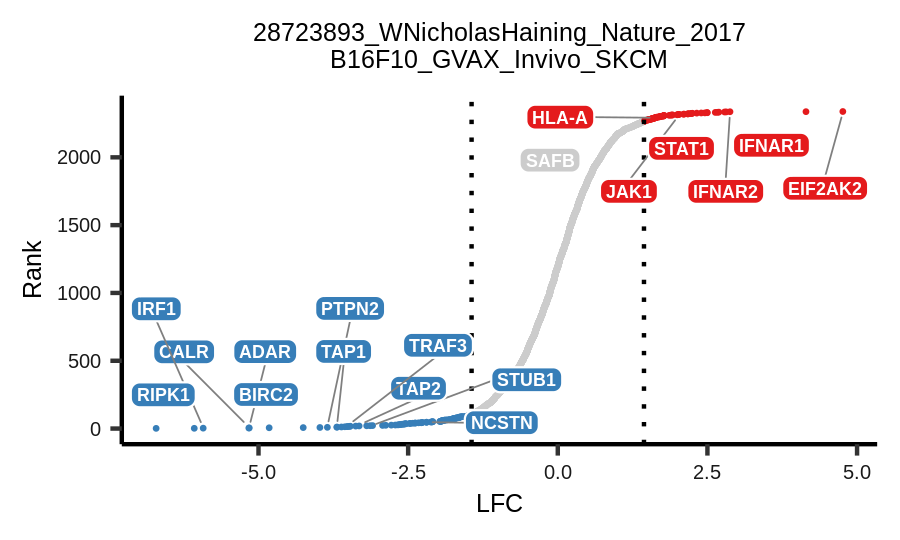 28723893_WNicholasHaining_Nature_2017
B16F10_GVAX_Invivo_SKCM
Rank
2000
1500
1000
500
0
HLA-A
SAFB
STAT1
IFNAR1
JAK1
IFNAR2
EIF2AK2
IRF1
PTPN2
CALR
ADAR
TAP1
TRAF3
RIPK1
BIRC2
TAP2
STUB1
NCSTN
-5.0
-2.5
0.0
2.5
5.0
LFC